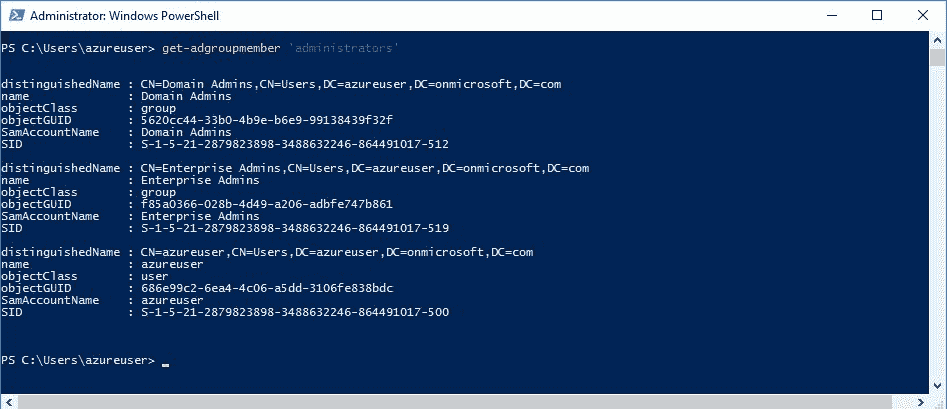 Administrator: Windows PowerShell
PS C:\Users\azureuser> get-adgroupmember `administrators'
distinguishedName : CN=Domain Admins,CN=Users,DC=azureuser,DC=onmicrosoft,DC=com
name : Domain Admins
objectClass : group
objectGUID : 5620cc44-33b0-4b9e-b6e9-99138439f32f
SamAccountName : Domain Admins
SID : S-1-5-21-2879823898-3488632246-864491017-512
distinguishedName : CN=Enterprise Admins,CN=Users,DC=azureuser,DC=onmicrosoft,DC=com
name : Enterprise Admins
objectClass : group
objectGUID : f85a0366-028b-4d49-a206-adbfe747b861
SamAccountName : Enterprise Admins
SID : S-1-5-21-2879823898-3488632246-864491017-519
distinguishedName : CN=azureuser,CN=Users,DC=azureuser,DC=onmicrosoft,DC=com
name : azureuser
objectClass : user
objectGUID : 686e99c2-6ea4-4c06-a5dd-3106fe838bdc
SamAccountName : azureuser
SID : S-1-5-21-2879823898-3488632246-864491017-500
PS C:\Users\azureuser> _